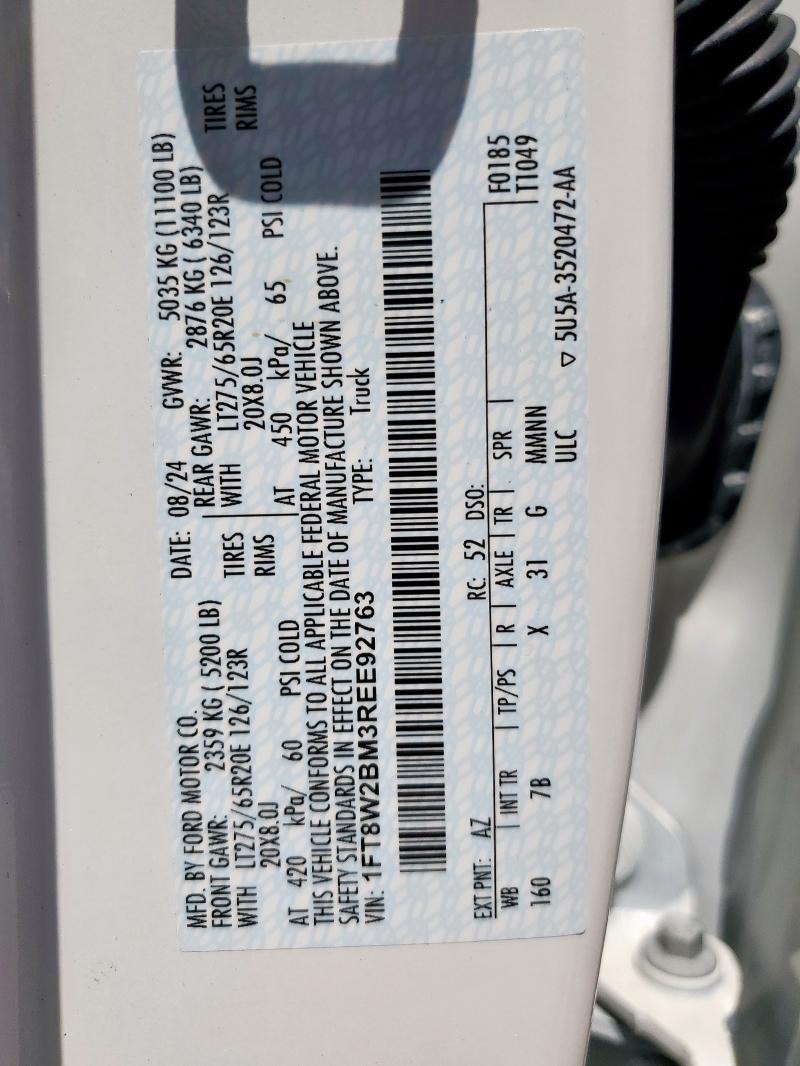 MFD. BY FORD MOTOR CO.
DATE: 08/24 GVWR: 5035 KG (11100 LB)
FRONT GAWR: 2359 KG ( 5200 LB) REAR GAWR: 2876 KG ( 6340 LB)
WITH LT275/65R20E 126/123R TIRES WITH LT275/65R20E 126/123R TIRES
20X8.0J RIMS 20X8.0J RIMS
AT 420 kPa/ 60 PSI COLD AT 450 kPa/ 65 PSI COLD
THIS VEHICLE CONFORMS TO ALL APPLICABLE FEDERAL MOTOR VEHICLE
SAFETY STANDARDS IN EFFECT ON THE DATE OF MANUFACTURE SHOWN ABOVE.
VIN: 1FT8W2BM3REE92763 TYPE: Truck
EXT PNT: AZ RC: 52 DSO: F0185
WB INT TR TP/PS R AXLE TR SPR T1049
160 7B X 31 G MMMNN
ULC ▽ 5U5A-3520472-AA